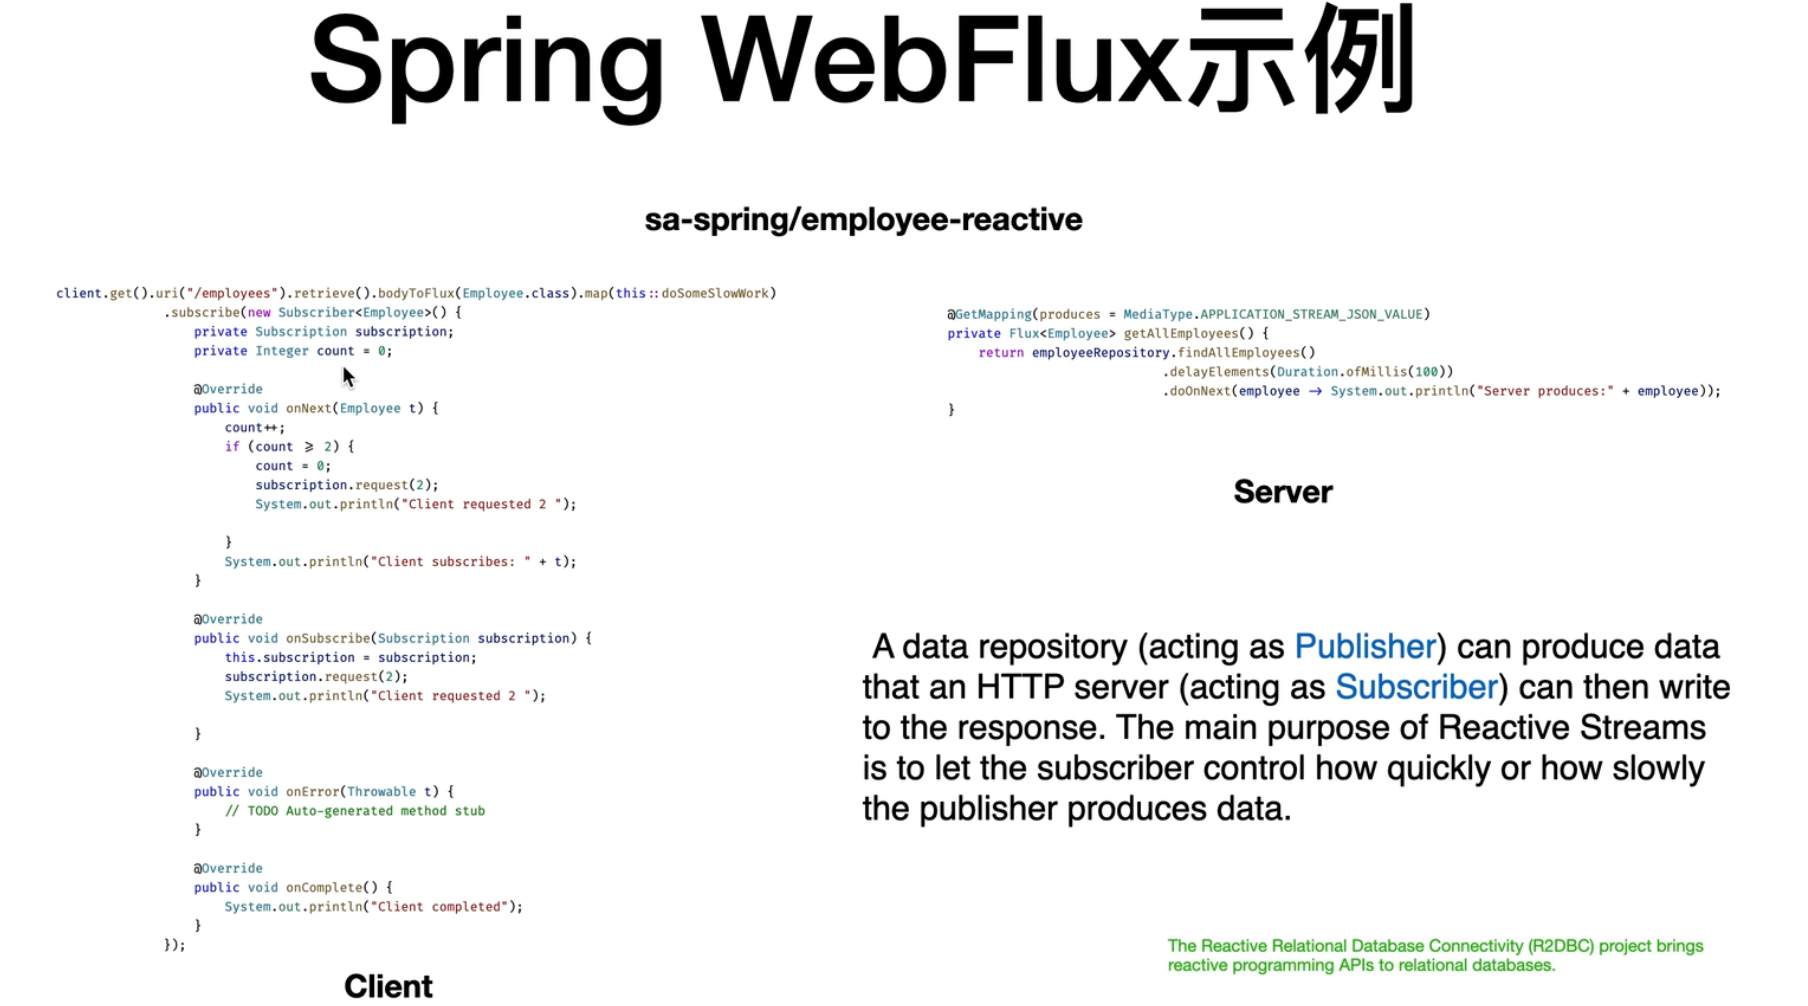 Spring WebFlux示例
sa-spring/employee-reactive
client.get().uri("/employees").retrieve().bodyToFlux(Employee.class).map(this::doSomeSlowWork)
.subscribe(new Subscriber<Employee>() {
private Subscription subscription;
private Integer count = 0;
@Override
public void onNext(Employee t) {
count++;
if (count ≥ 2) {
count = 0;
subscription.request(2);
System.out.println("Client requested 2 ");
}
System.out.println("Client subscribes: " + t);
}
@Override
public void onSubscribe(Subscription subscription) {
this.subscription = subscription;
subscription.request(2);
System.out.println("Client requested 2 ");
}
@Override
public void onError(Throwable t) {
// TODO Auto-generated method stub
}
@Override
public void onComplete() {
System.out.println("Client completed");
}
});
Client
@GetMapping(produces = MediaType.APPLICATION_STREAM_JSON_VALUE)
private Flux<Employee> getAllEmployees() {
return employeeRepository.findAllEmployees()
.delayElements(Duration.ofMillis(100))
.doOnNext(employee → System.out.println("Server produces:" + employee));
}
Server
A data repository (acting as Publisher) can produce data
that an HTTP server (acting as Subscriber) can then write
to the response. The main purpose of Reactive Streams
is to let the subscriber control how quickly or how slowly
the publisher produces data.
The Reactive Relational Database Connectivity (R2DBC) project brings
reactive programming APIs to relational databases.